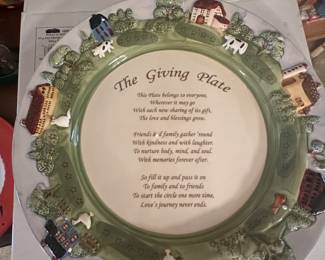 The Giving Plate
This Plate belongs to everyone,
Wherever it may go
With each new sharing of its gift,
The love and blessings grow.
Friends and family gather 'round
With kindness and with laughter.
To nurture body, mind, and soul.
With memories forever after.
So fill it up and pass it on
To family and to friends
To start the circle one more time,
Love's journey never ends.